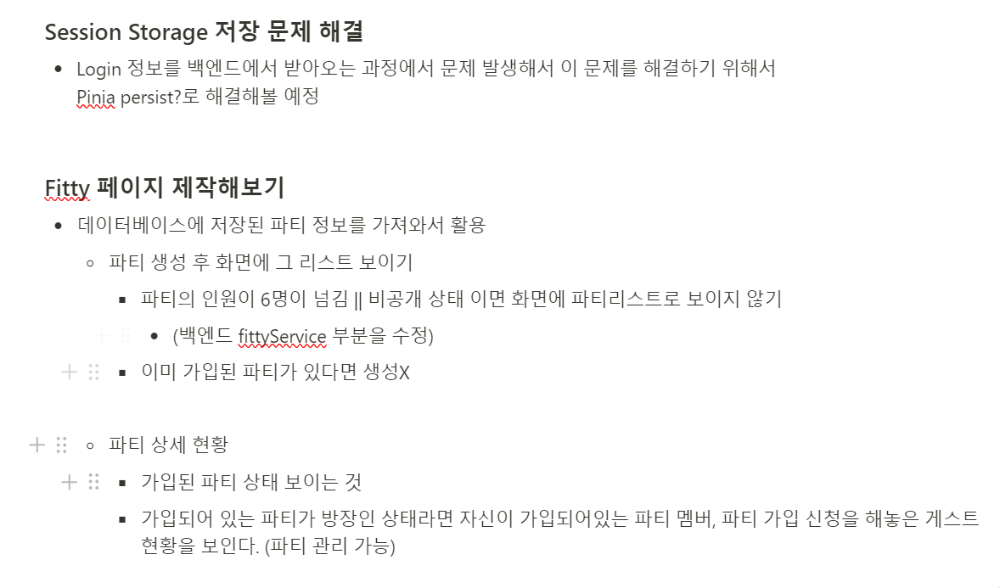 Session Storage 저장 문제 해결
Login 정보를 백엔드에서 받아오는 과정에서 문제 발생해서 이 문제를 해결하기 위해서
Pinia persist?로 해결해볼 예정
Fitty 페이지 제작해보기
데이터베이스에 저장된 파티 정보를 가져와서 활용
파티 생성 후 화면에 그 리스트 보이기
파티의 인원이 6명이 넘김 || 비공개 상태 이면 화면에 파티리스트로 보이지 않기
(백엔드 fittyService 부분을 수정)
이미 가입된 파티가 있다면 생성X
파티 상세 현황
가입된 파티 상태 보이는 것
가입되어 있는 파티가 방장인 상태라면 자신이 가입되어있는 파티 멤버, 파티 가입 신청을 해놓은 게스트
현황을 보인다. (파티 관리 가능)